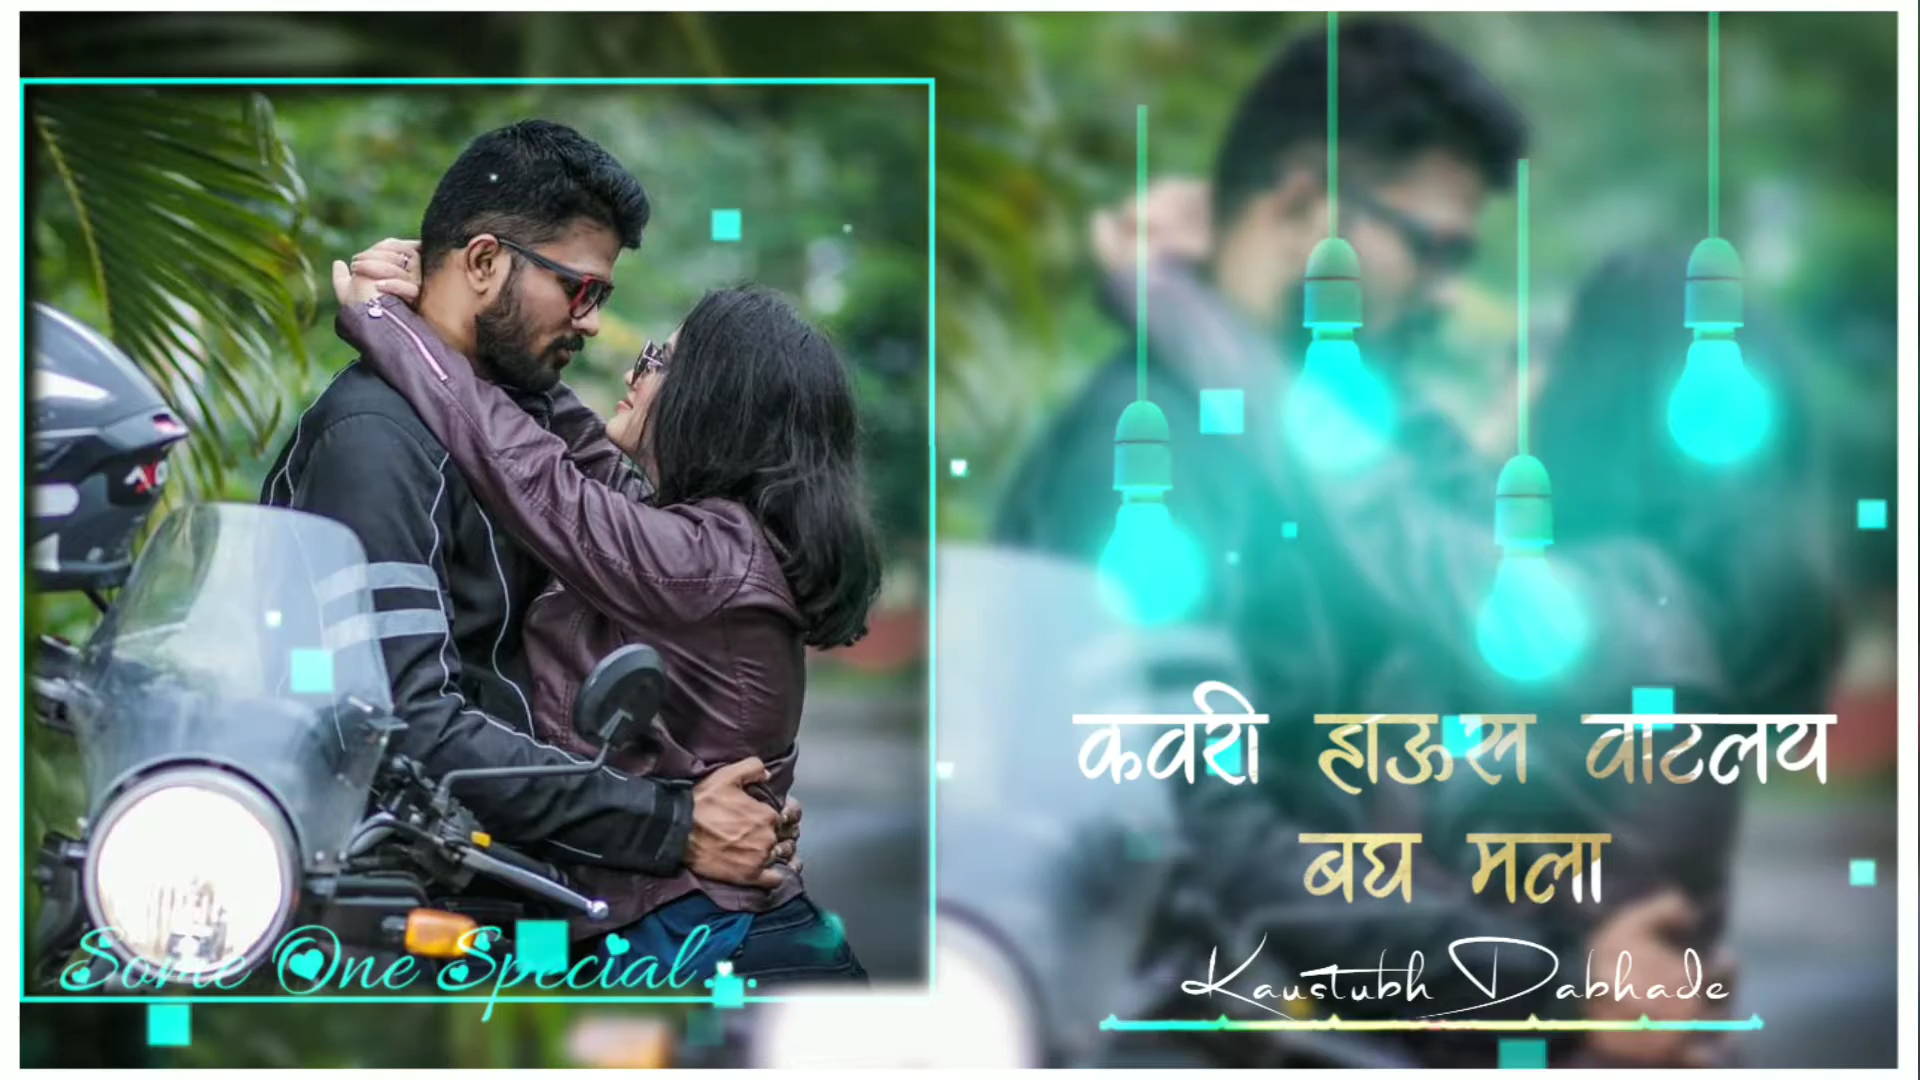 Some One Special....
कवरी हाऊस वाटलय
बघ मला
Kaustubh Dabhade